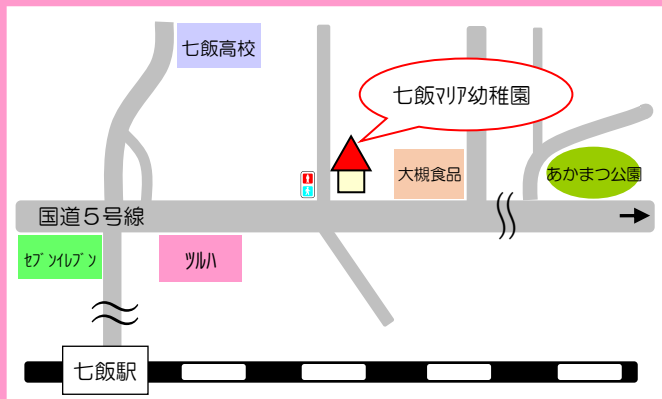 七飯高校
七飯ﾏﾘｱ幼稚園
大槻食品
あかまつ公園
国道５号線
ｾﾌﾞﾝｲﾚﾌﾞﾝ
ﾂﾙﾊ
七飯駅